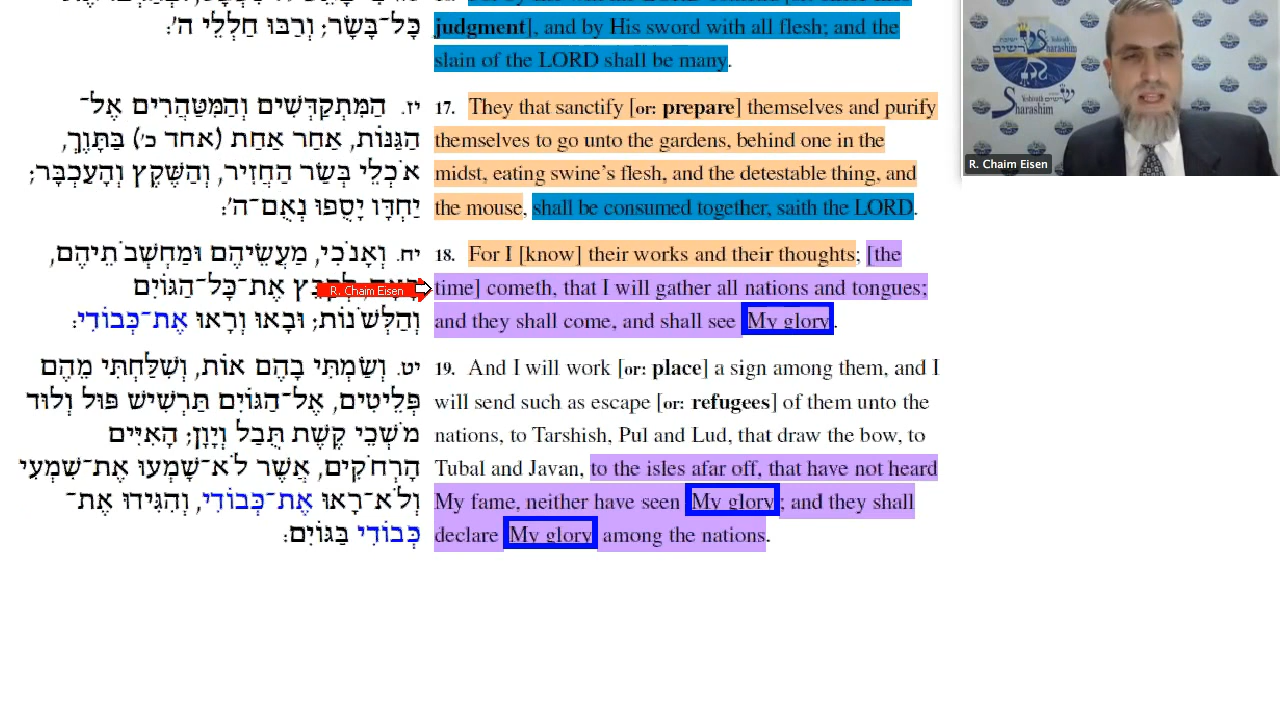 כָּל־בָּשָׂר; וְרַבּוּ חַלְלֵי ה׳:
judgment], and by His sword with all flesh; and the
slain of the LORD shall be many.
יז. הַמִּתְקַדְּשִׁים וְהַמִּטַּהֲרִים אֶל־
הַגַּנּוֹת, אַחַר אַחַת (אחד כ׳) בַּתָּוֶךְ,
אֹכְלֵי בְּשַׂר הַחֲזִיר, וְהַשֶּׁקֶץ וְהָעַכְבָּר;
יַחְדָּו יָסֻפוּ נְאֻם־ה׳:
17. They that sanctify [or: prepare] themselves and purify
themselves to go unto the gardens, behind one in the
midst, eating swine’s flesh, and the detestable thing, and
the mouse, shall be consumed together, saith the LORD.
יח. וְאָנֹכִי, מַעֲשֵׂיהֶם וּמַחְשְׁבֹתֵיהֶם,
אֶת־כָּל־הַגּוֹיִם
וְהַלְּשֹׁנוֹת; וּבָאוּ וְרָאוּ אֶת־כְּבוֹדִי:
18. For I [know] their works and their thoughts; [the
time] cometh, that I will gather all nations and tongues;
and they shall come, and shall see My glory.
R. Chaim Eisen
יט. וְשַׂמְתִּי בָהֶם אוֹת, וְשִׁלַּחְתִּי מֵהֶם
פְּלֵיטִים, אֶל־הַגּוֹיִם תַּרְשִׁישׁ פּוּל וְלוּד
מֹשְׁכֵי קֶשֶׁת תֻּבַל וְיָוָן; הָאִיִּים
הָרְחֹקִים, אֲשֶׁר לֹא־שָׁמְעוּ אֶת־שִׁמְעִי
וְלֹא־רָאוּ אֶת־כְּבוֹדִי, וְהִגִּידוּ אֶת־
כְּבוֹדִי בַּגּוֹיִם:
19. And I will work [or: place] a sign among them, and I
will send such as escape [or: refugees] of them unto the
nations, to Tarshish, Pul and Lud, that draw the bow, to
Tubal and Javan, to the isles afar off, that have not heard
My fame, neither have seen My glory; and they shall
declare My glory among the nations.
Yeshivath
Sharashim
R. Chaim Eisen